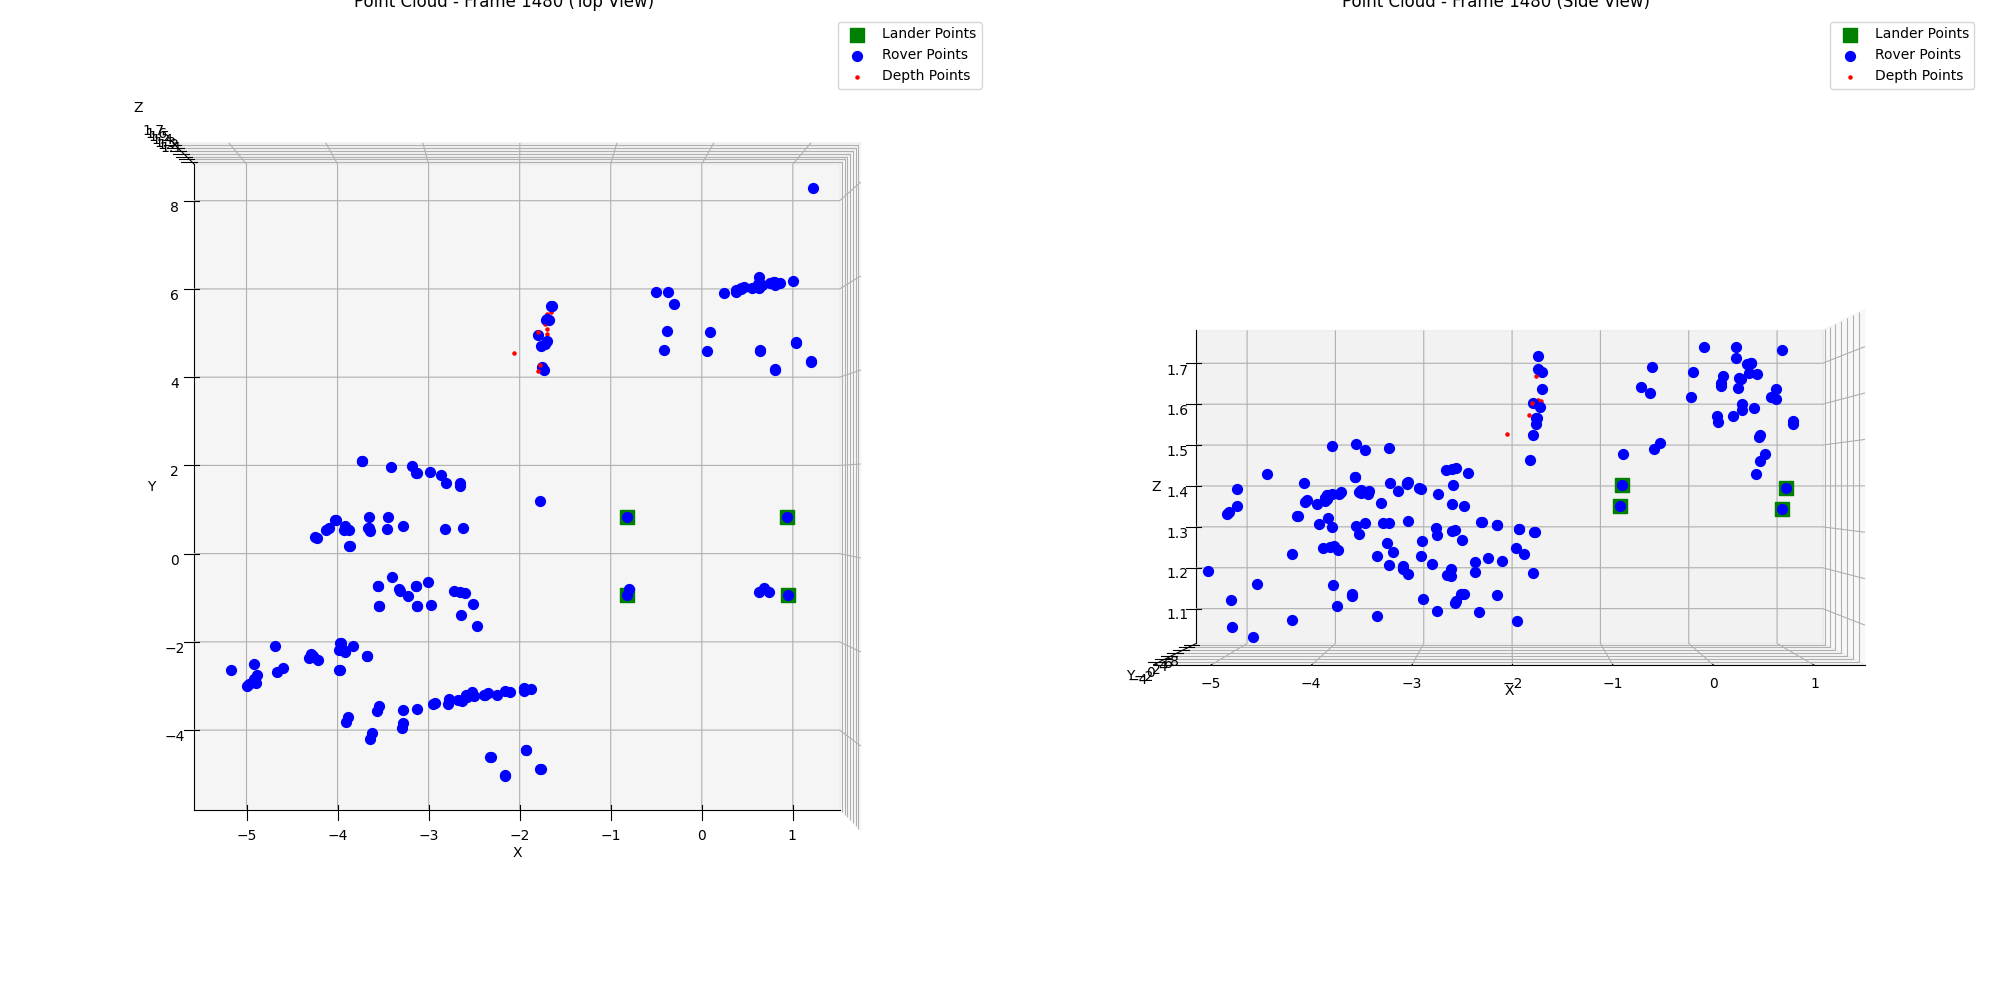 Point Cloud - Frame 1480 (Top View)
Lander Points
Rover Points
Depth Points
Z
8
6
4
2
0
−2
−4
Y
−5 −4 −3 −2 −1 0 1
X
Point Cloud - Frame 1480 (Side View)
Lander Points
Rover Points
Depth Points
1.7
1.6
1.5
1.4
1.3
1.2
1.1
Z
Y
−5 −4 −3 −2 −1 0 1
X